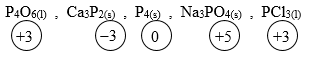 P4O6(l) , Ca3P2(s) , P4(s) , Na3PO4(s) , PCl3(l)
+3 −3 0 +5 +3